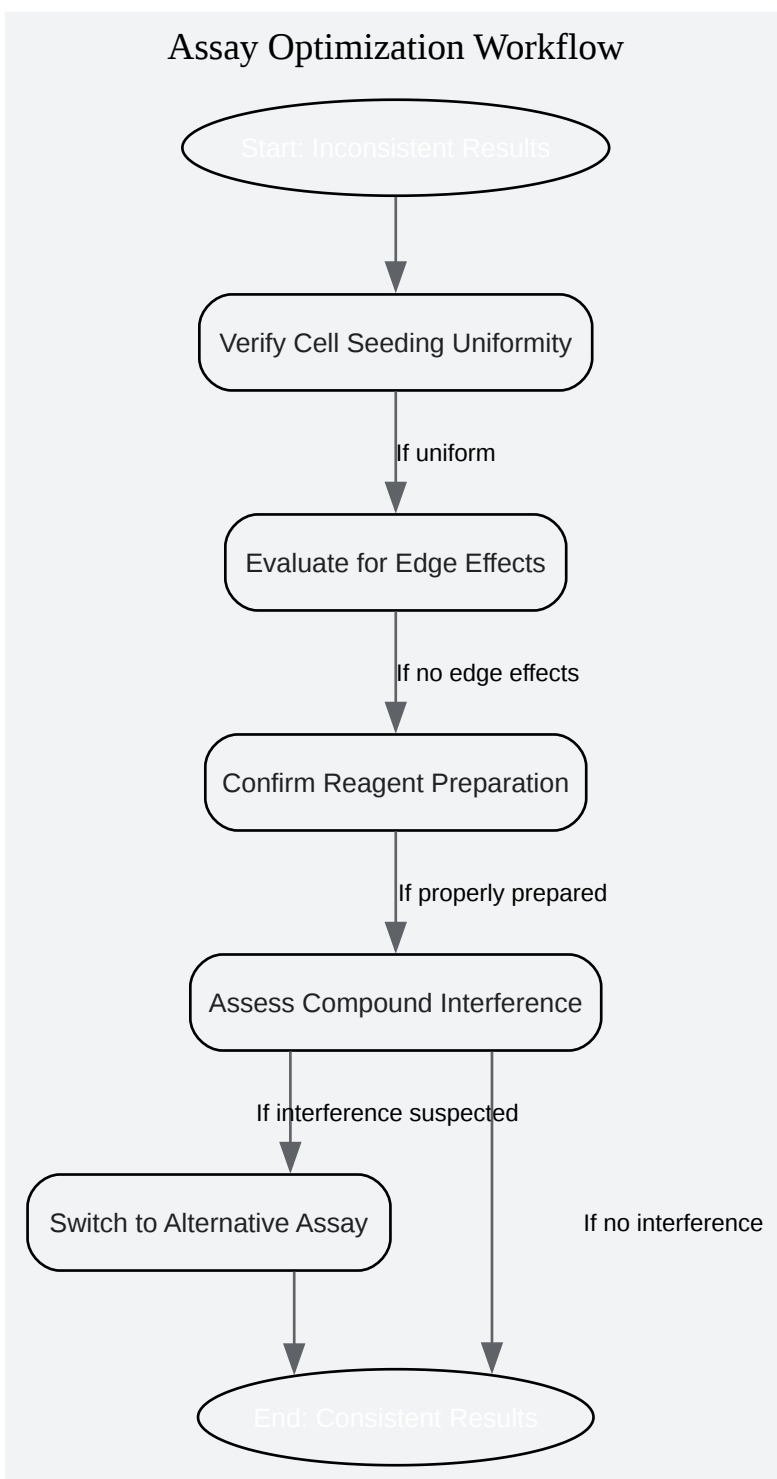 Assay Optimization Workflow
Start: Inconsistent Results
Verify Cell Seeding Uniformity
If uniform
Evaluate for Edge Effects
If no edge effects
Confirm Reagent Preparation
If properly prepared
Assess Compound Interference
If interference suspected
Switch to Alternative Assay
If no interference
End: Consistent Results